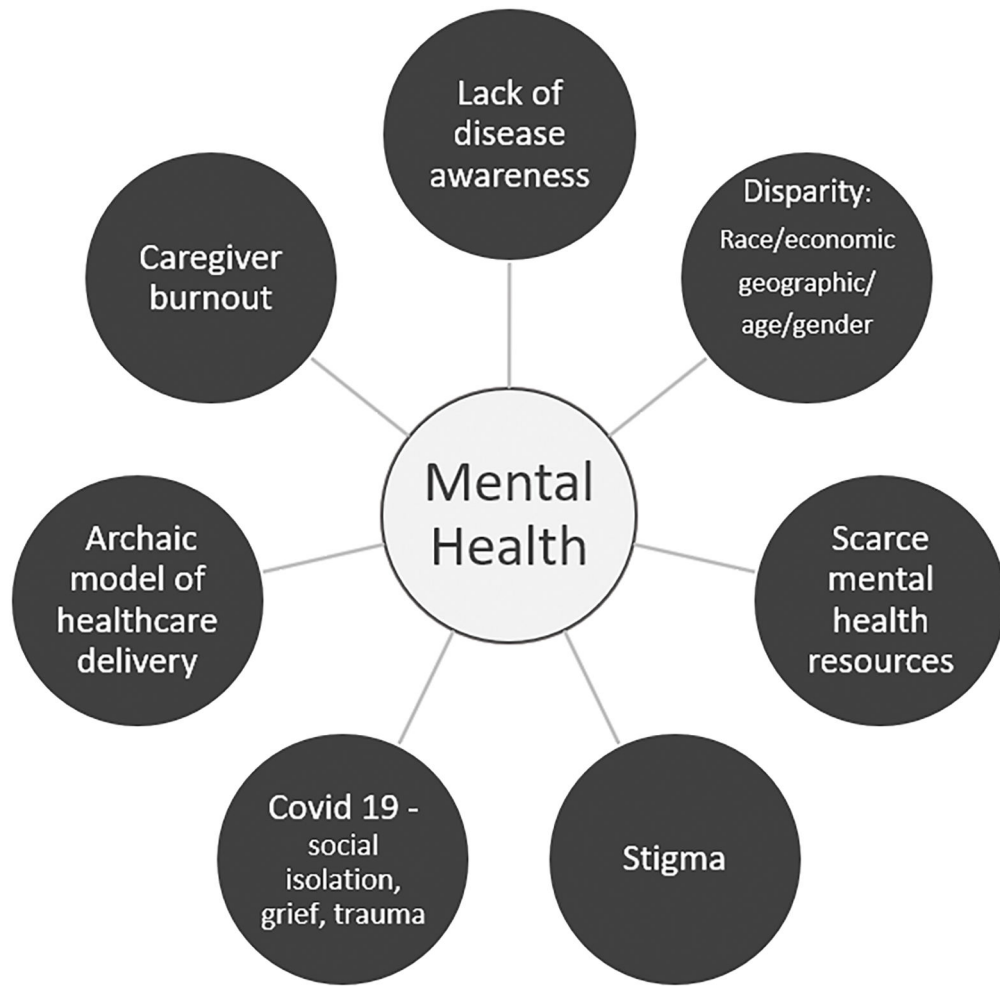 Lack of
disease
awareness
Disparity:
Race/economic
geographic/
age/gender
Scarce
mental
health
resources
Stigma
Covid 19 -
social
isolation,
grief, trauma
Archaic
model of
healthcare
delivery
Caregiver
burnout
Mental
Health